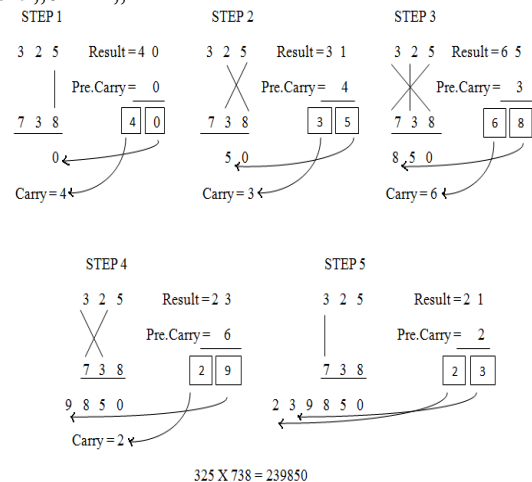 STEP 1
3 2 5 Result = 4 0
Pre.Carry = 0
7 3 8 4 0
0
Carry = 4
STEP 2
3 2 5 Result = 3 1
Pre.Carry = 4
7 3 8 3 5
5 0
Carry = 3
STEP 3
3 2 5 Result = 6 5
Pre.Carry = 3
7 3 8 6 8
8 5 0
Carry = 6
STEP 4
3 2 5 Result = 2 3
Pre.Carry = 6
7 3 8 2 9
9 8 5 0
Carry = 2
STEP 5
3 2 5 Result = 2 1
Pre.Carry = 2
7 3 8 2 3
2 3 9 8 5 0
325 X 738 = 239850